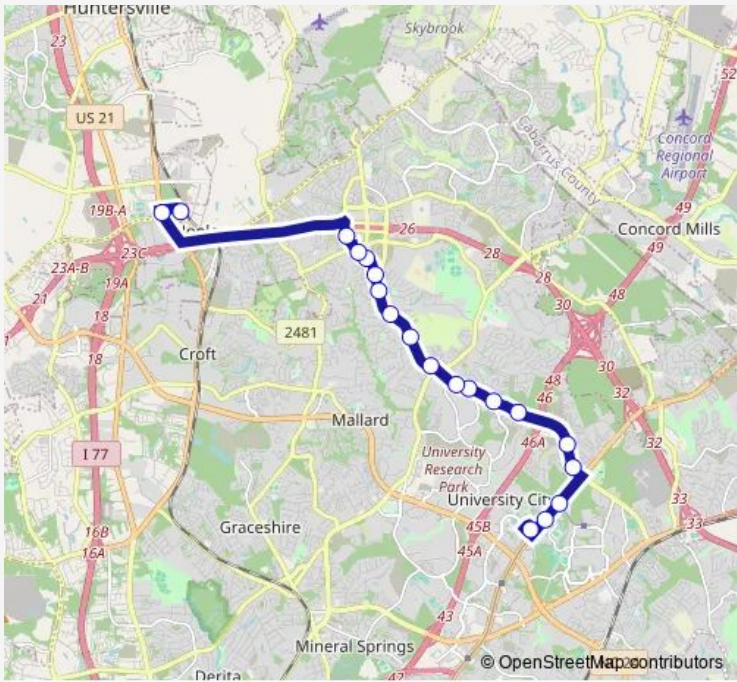 Huntersville
Skybrook
23
52
US 21
Cabarrus County
Concord
Regional
Airport
19B-A
49
26
Concord Mills
23C
28
49
23A-B
28
21
19A
30
48
18
2481
30
Croft
48
32
46
Mallard
46A
32
I 77
University
Research
Park
University City
33
Graceshire
45B
33
16B
16A
45A
43
Mineral Springs
© OpenStreetMap contributors
Derita
47